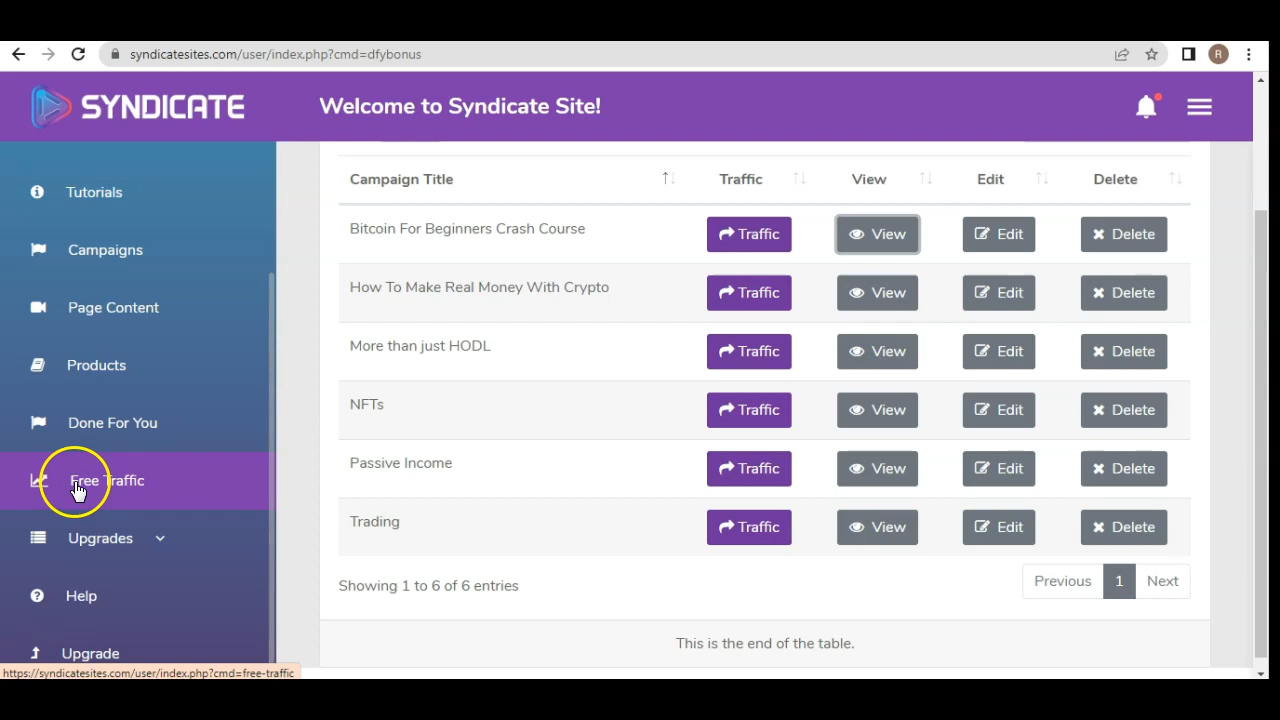 syndicatesites.com/user/index.php?cmd=dfybonus
R
SYNDICATE
Welcome to Syndicate Site!
Tutorials
Campaigns
Page Content
Products
Done For You
Free Traffic
Upgrades
Help
Upgrade
Campaign Title Traffic View Edit Delete
Bitcoin For Beginners Crash Course Traffic View Edit Delete
How To Make Real Money With Crypto Traffic View Edit Delete
More than just HODL Traffic View Edit Delete
NFTs Traffic View Edit Delete
Passive Income Traffic View Edit Delete
Trading Traffic View Edit Delete
Showing 1 to 6 of 6 entries
Previous 1 Next
This is the end of the table.
https://syndicatesites.com/user/index.php?cmd=free-traffic